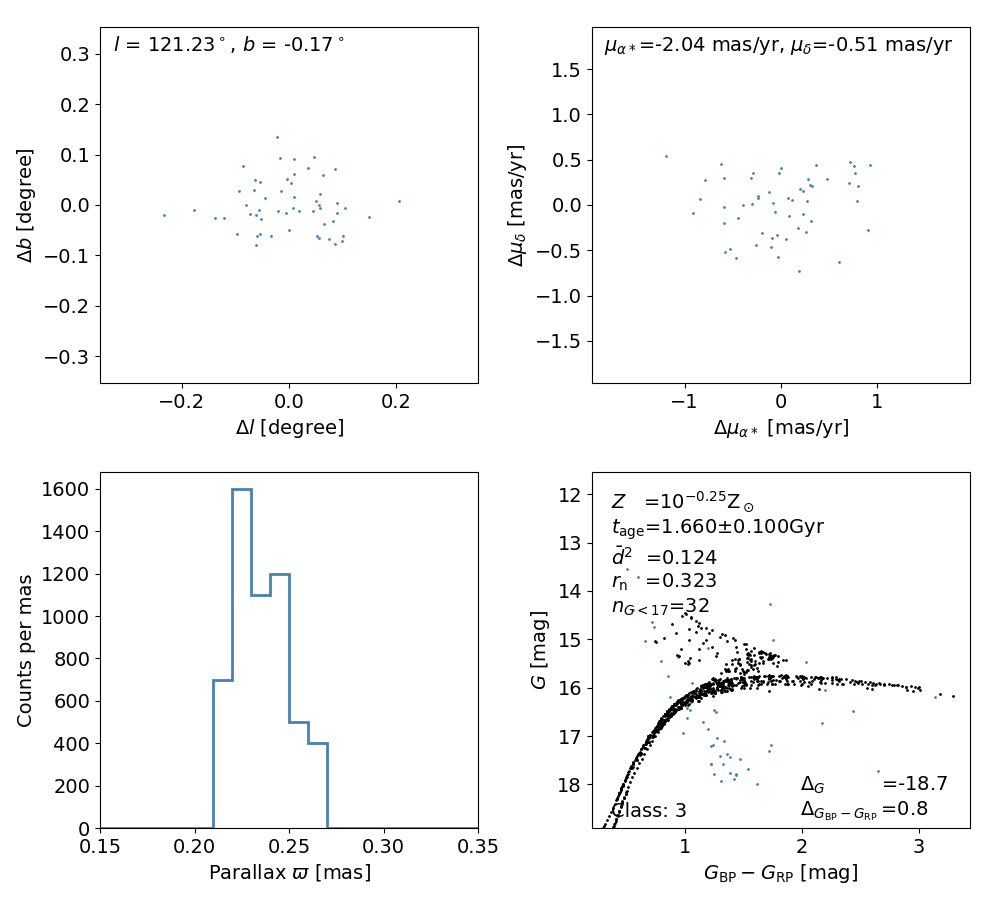 l = 121.23°, b = -0.17°
0.3
0.2
0.1
0.0
−0.1
−0.2
−0.3
Δb [degree]
−0.2 0.0 0.2
Δl [degree]
μα*=-2.04 mas/yr, μδ=-0.51 mas/yr
1.5
1.0
0.5
0.0
−0.5
−1.0
−1.5
Δμδ [mas/yr]
−1 0 1
Δμα* [mas/yr]
1600
1400
1200
1000
800
600
400
200
0
Counts per mas
0.15 0.20 0.25 0.30 0.35
Parallax ϖ [mas]
Z =10^−0.25 Z⊙
t_age=1.660±0.100Gyr
d̄² =0.124
r_n =0.323
n_G<17=32
12
13
14
15
16
17
18
G [mag]
Δ_G =-18.7
Class: 3
Δ_G_BP−G_RP =0.8
1 2 3
G_BP − G_RP [mag]